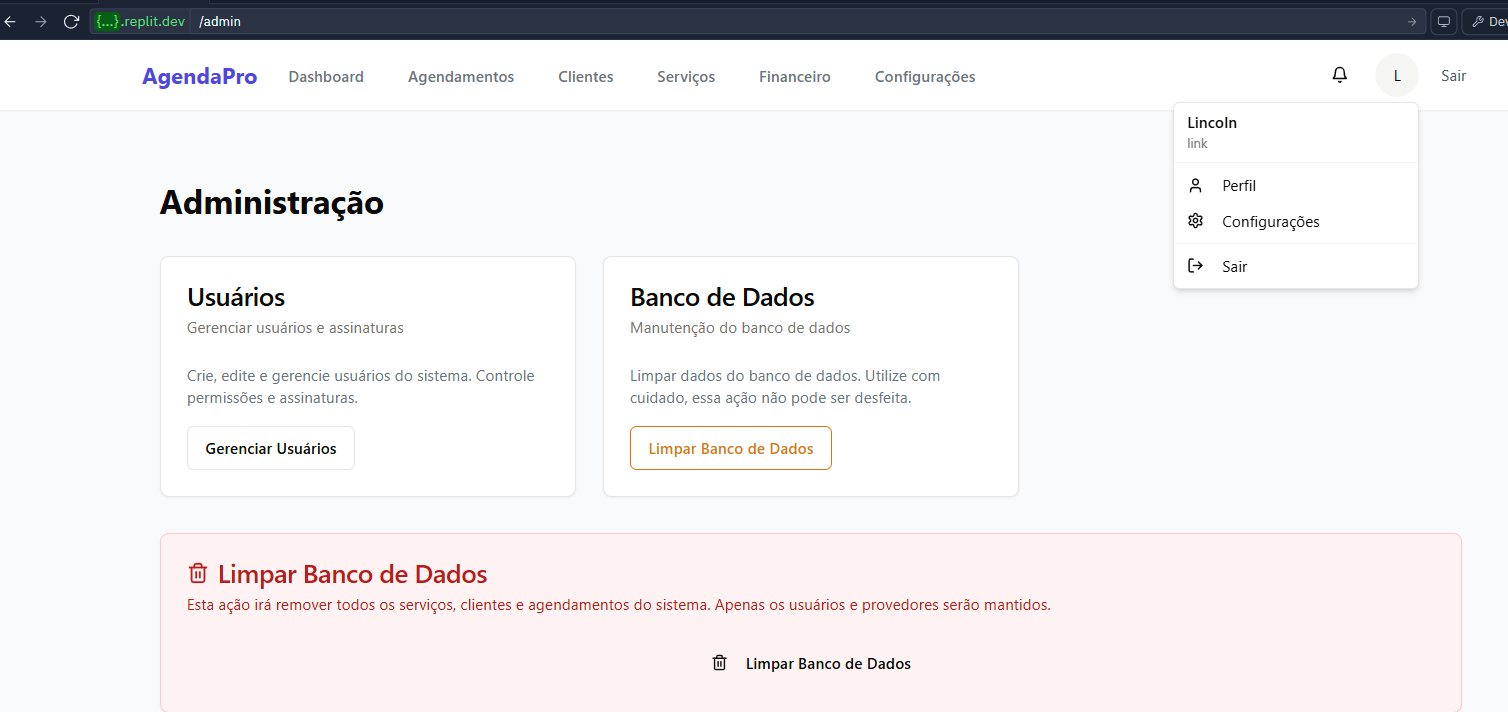 {...}.replit.dev /admin
AgendaPro Dashboard Agendamentos Clientes Serviços Financeiro Configurações L Sair
Lincoln
link
Perfil
Configurações
Sair
Administração
Usuários
Gerenciar usuários e assinaturas
Crie, edite e gerencie usuários do sistema. Controle
permissões e assinaturas.
Gerenciar Usuários
Banco de Dados
Manutenção do banco de dados
Limpar dados do banco de dados. Utilize com
cuidado, essa ação não pode ser desfeita.
Limpar Banco de Dados
Limpar Banco de Dados
Esta ação irá remover todos os serviços, clientes e agendamentos do sistema. Apenas os usuários e provedores serão mantidos.
Limpar Banco de Dados